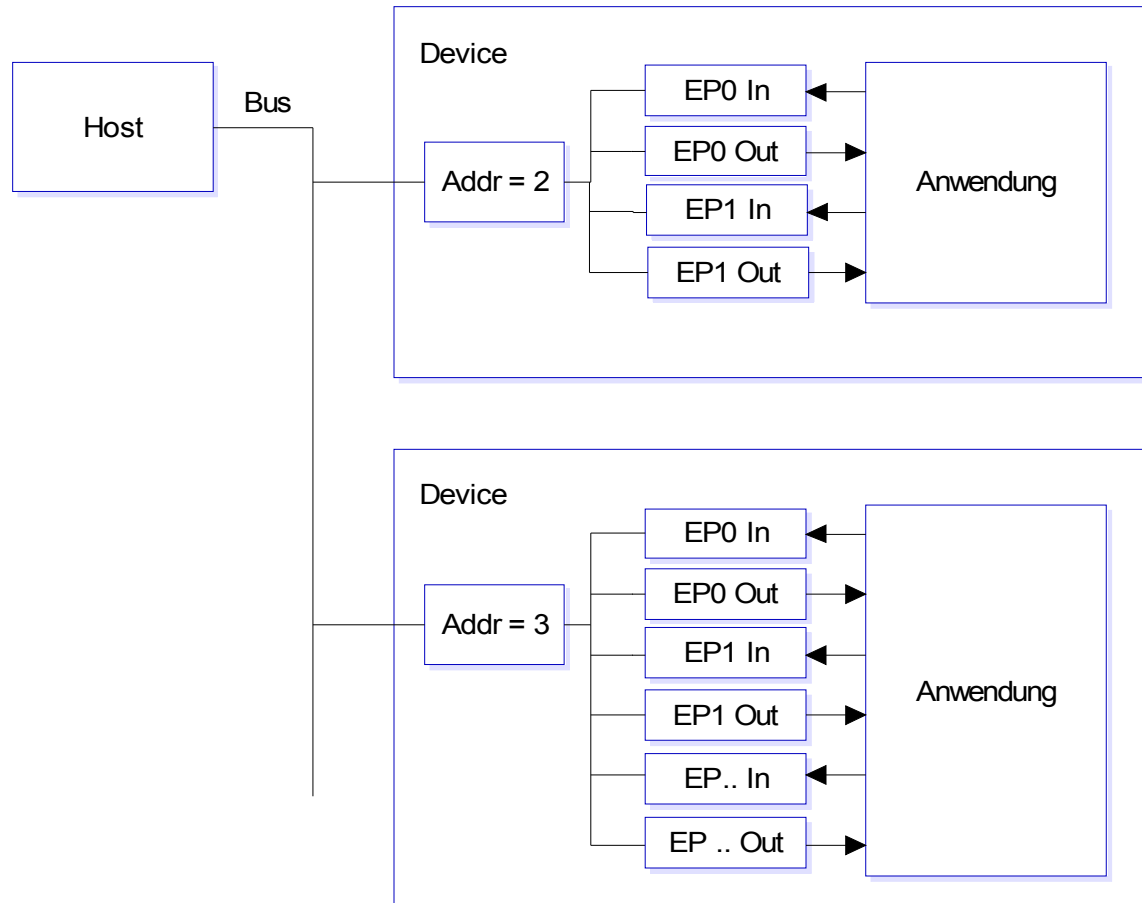 Host
Bus
Device
Addr = 2
EP0 In
EP0 Out
EP1 In
EP1 Out
Anwendung
Device
Addr = 3
EP0 In
EP0 Out
EP1 In
EP1 Out
EP.. In
EP .. Out
Anwendung